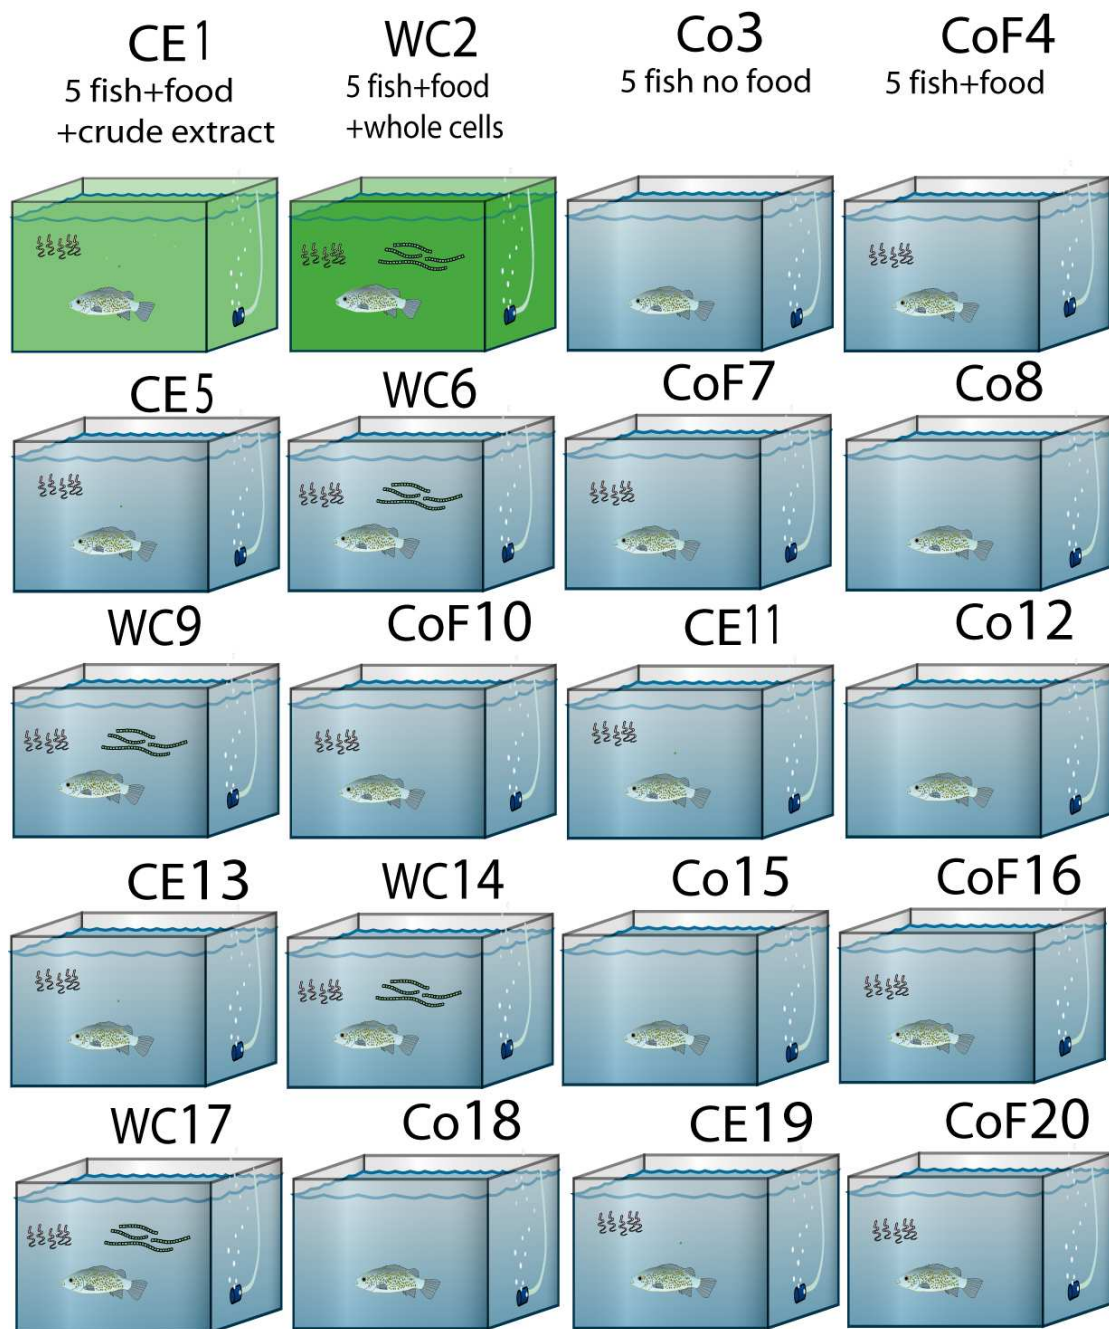 CE1
5 fish+food
+crude extract
WC2
5 fish+food
+whole cells
Co3
5 fish no food
CoF4
5 fish+food
CE5
WC6
CoF7
Co8
WC9
CoF10
CE11
Co12
CE13
WC14
Co15
CoF16
WC17
Co18
CE19
CoF20